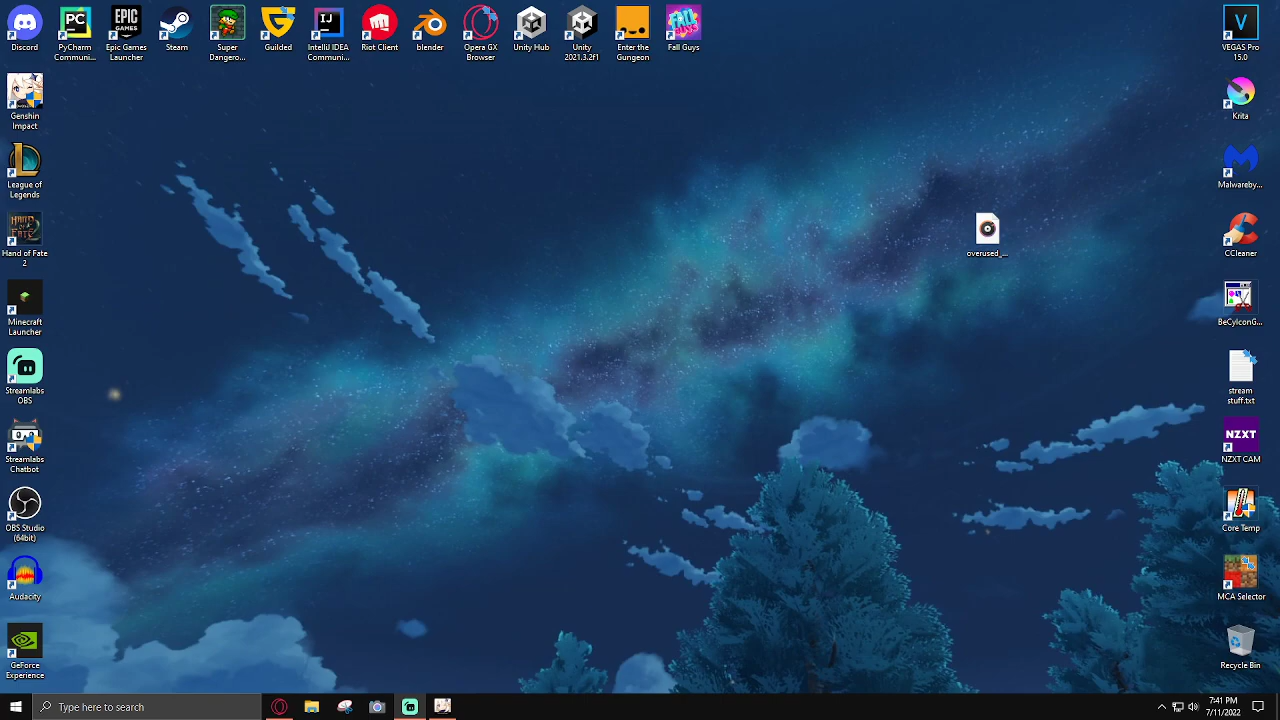 Discord
PyCharm
Communi...
Epic Games
Launcher
Steam
Super
Dangero...
Guilded
IntelliJ IDEA
Communi...
Riot Client
blender
Opera GX
Browser
Unity Hub
Unity
2021.3.2f1
Enter the
Gungeon
Fall Guys
VEGAS Pro
15.0
Genshin
Impact
League of
Legends
Hand of Fate
2
Minecraft
Launcher
Streamlabs
OBS
Streamlabs
Chatbot
OBS Studio
(64bit)
Audacity
GeForce
Experience
overused_...
Krita
Malwareby...
CCleaner
BeCyIconG...
stream
stuff.txt
NZXT
NZXT CAM
Core Temp
MCA Selector
Recycle Bin
Type here to search
7:41 PM
7/11/2022